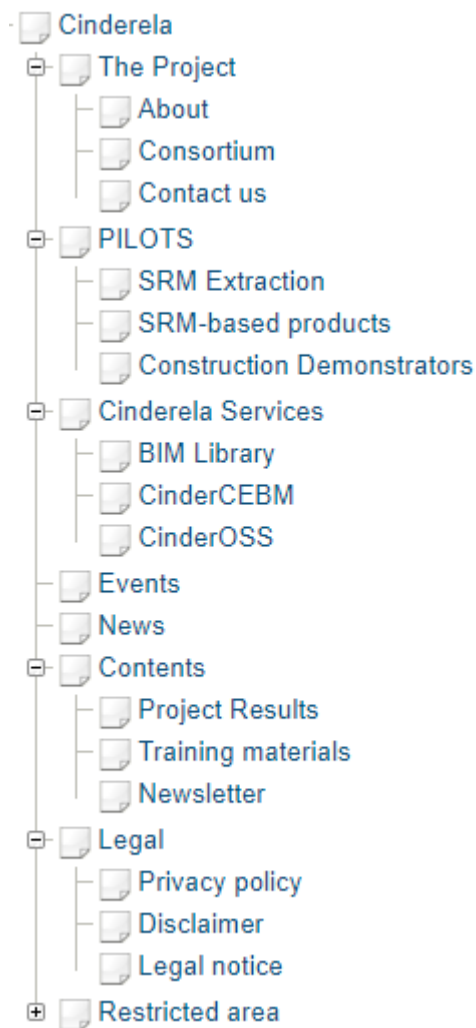 Cinderela
The Project
About
Consortium
Contact us
PILOTS
SRM Extraction
SRM-based products
Construction Demonstrators
Cinderela Services
BIM Library
CinderCEBM
CinderOSS
Events
News
Contents
Project Results
Training materials
Newsletter
Legal
Privacy policy
Disclaimer
Legal notice
Restricted area